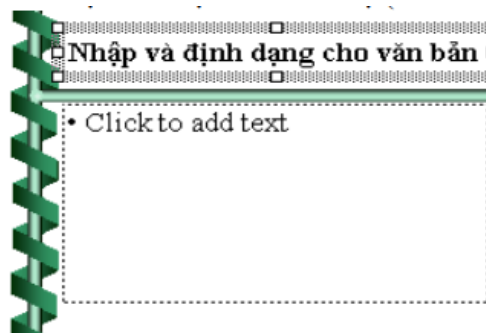 Nhập và định dạng cho văn bản
• Click to add text